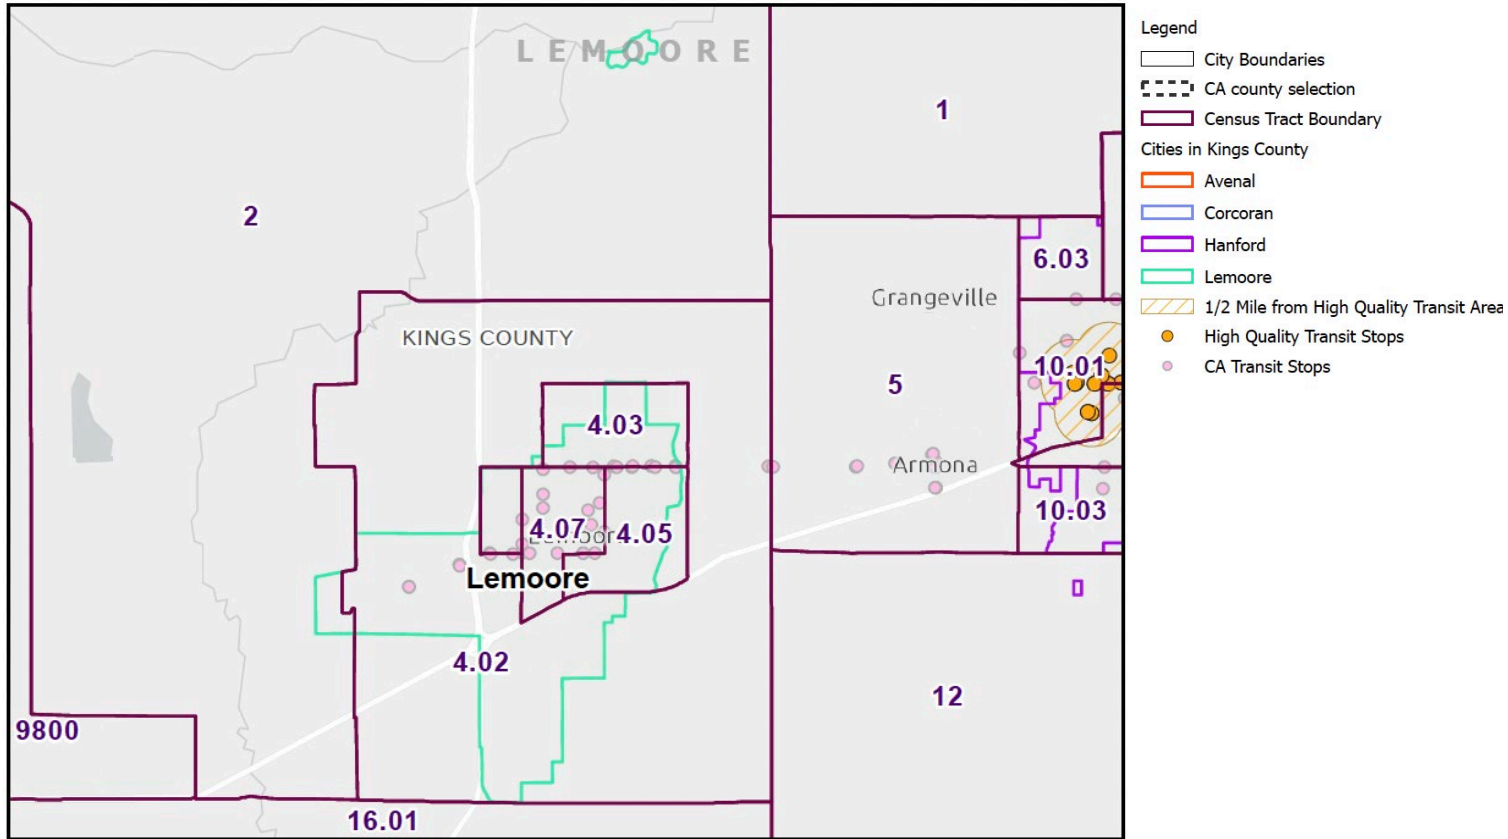 LEMOORE
1
2
6.03
Grangeville
KINGS COUNTY
10.01
5
4.03
Armona
10.03
4.07
4.05
Lemoore
Lemoore
4.02
12
9800
16.01
Legend
City Boundaries
CA county selection
Census Tract Boundary
Cities in Kings County
Avenal
Corcoran
Hanford
Lemoore
1/2 Mile from High Quality Transit Area
High Quality Transit Stops
CA Transit Stops